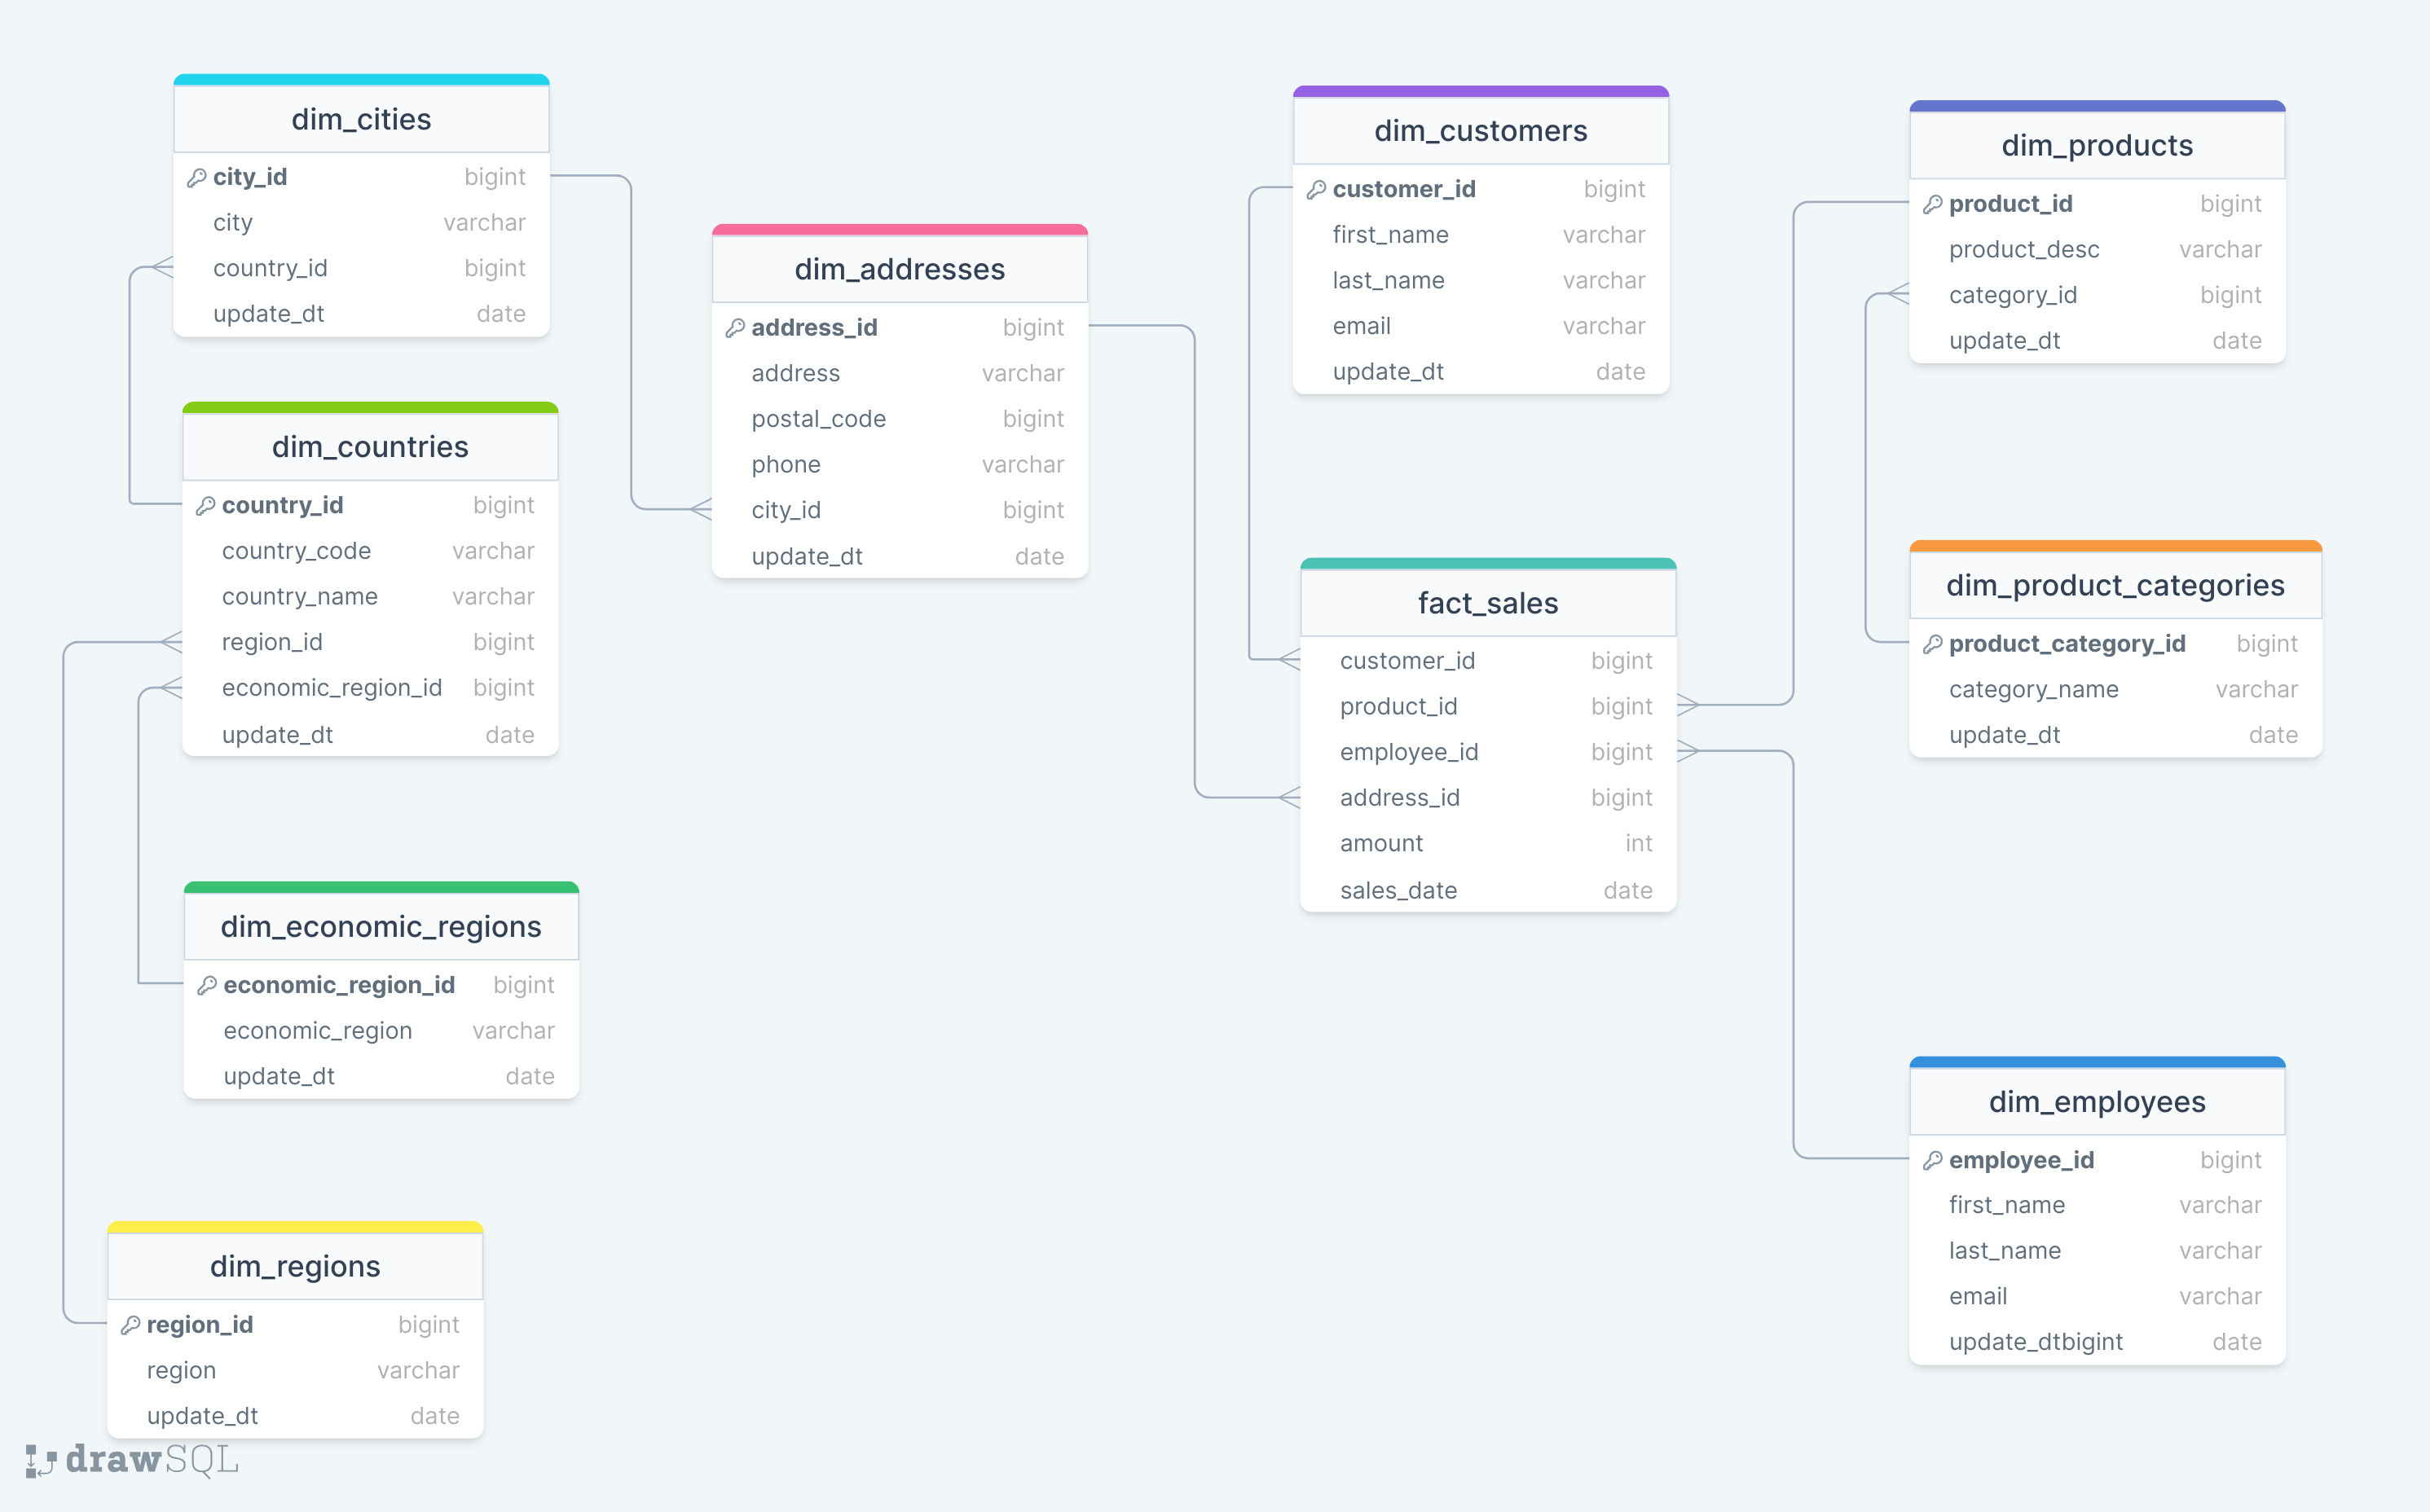 dim_cities
city_id bigint
city varchar
country_id bigint
update_dt date
dim_countries
country_id bigint
country_code varchar
country_name varchar
region_id bigint
economic_region_id bigint
update_dt date
dim_economic_regions
economic_region_id bigint
economic_region varchar
update_dt date
dim_regions
region_id bigint
region varchar
update_dt date
dim_addresses
address_id bigint
address varchar
postal_code bigint
phone varchar
city_id bigint
update_dt date
dim_customers
customer_id bigint
first_name varchar
last_name varchar
email varchar
update_dt date
fact_sales
customer_id bigint
product_id bigint
employee_id bigint
address_id bigint
amount int
sales_date date
dim_products
product_id bigint
product_desc varchar
category_id bigint
update_dt date
dim_product_categories
product_category_id bigint
category_name varchar
update_dt date
dim_employees
employee_id bigint
first_name varchar
last_name varchar
email varchar
update_dtbigint date
drawSQL